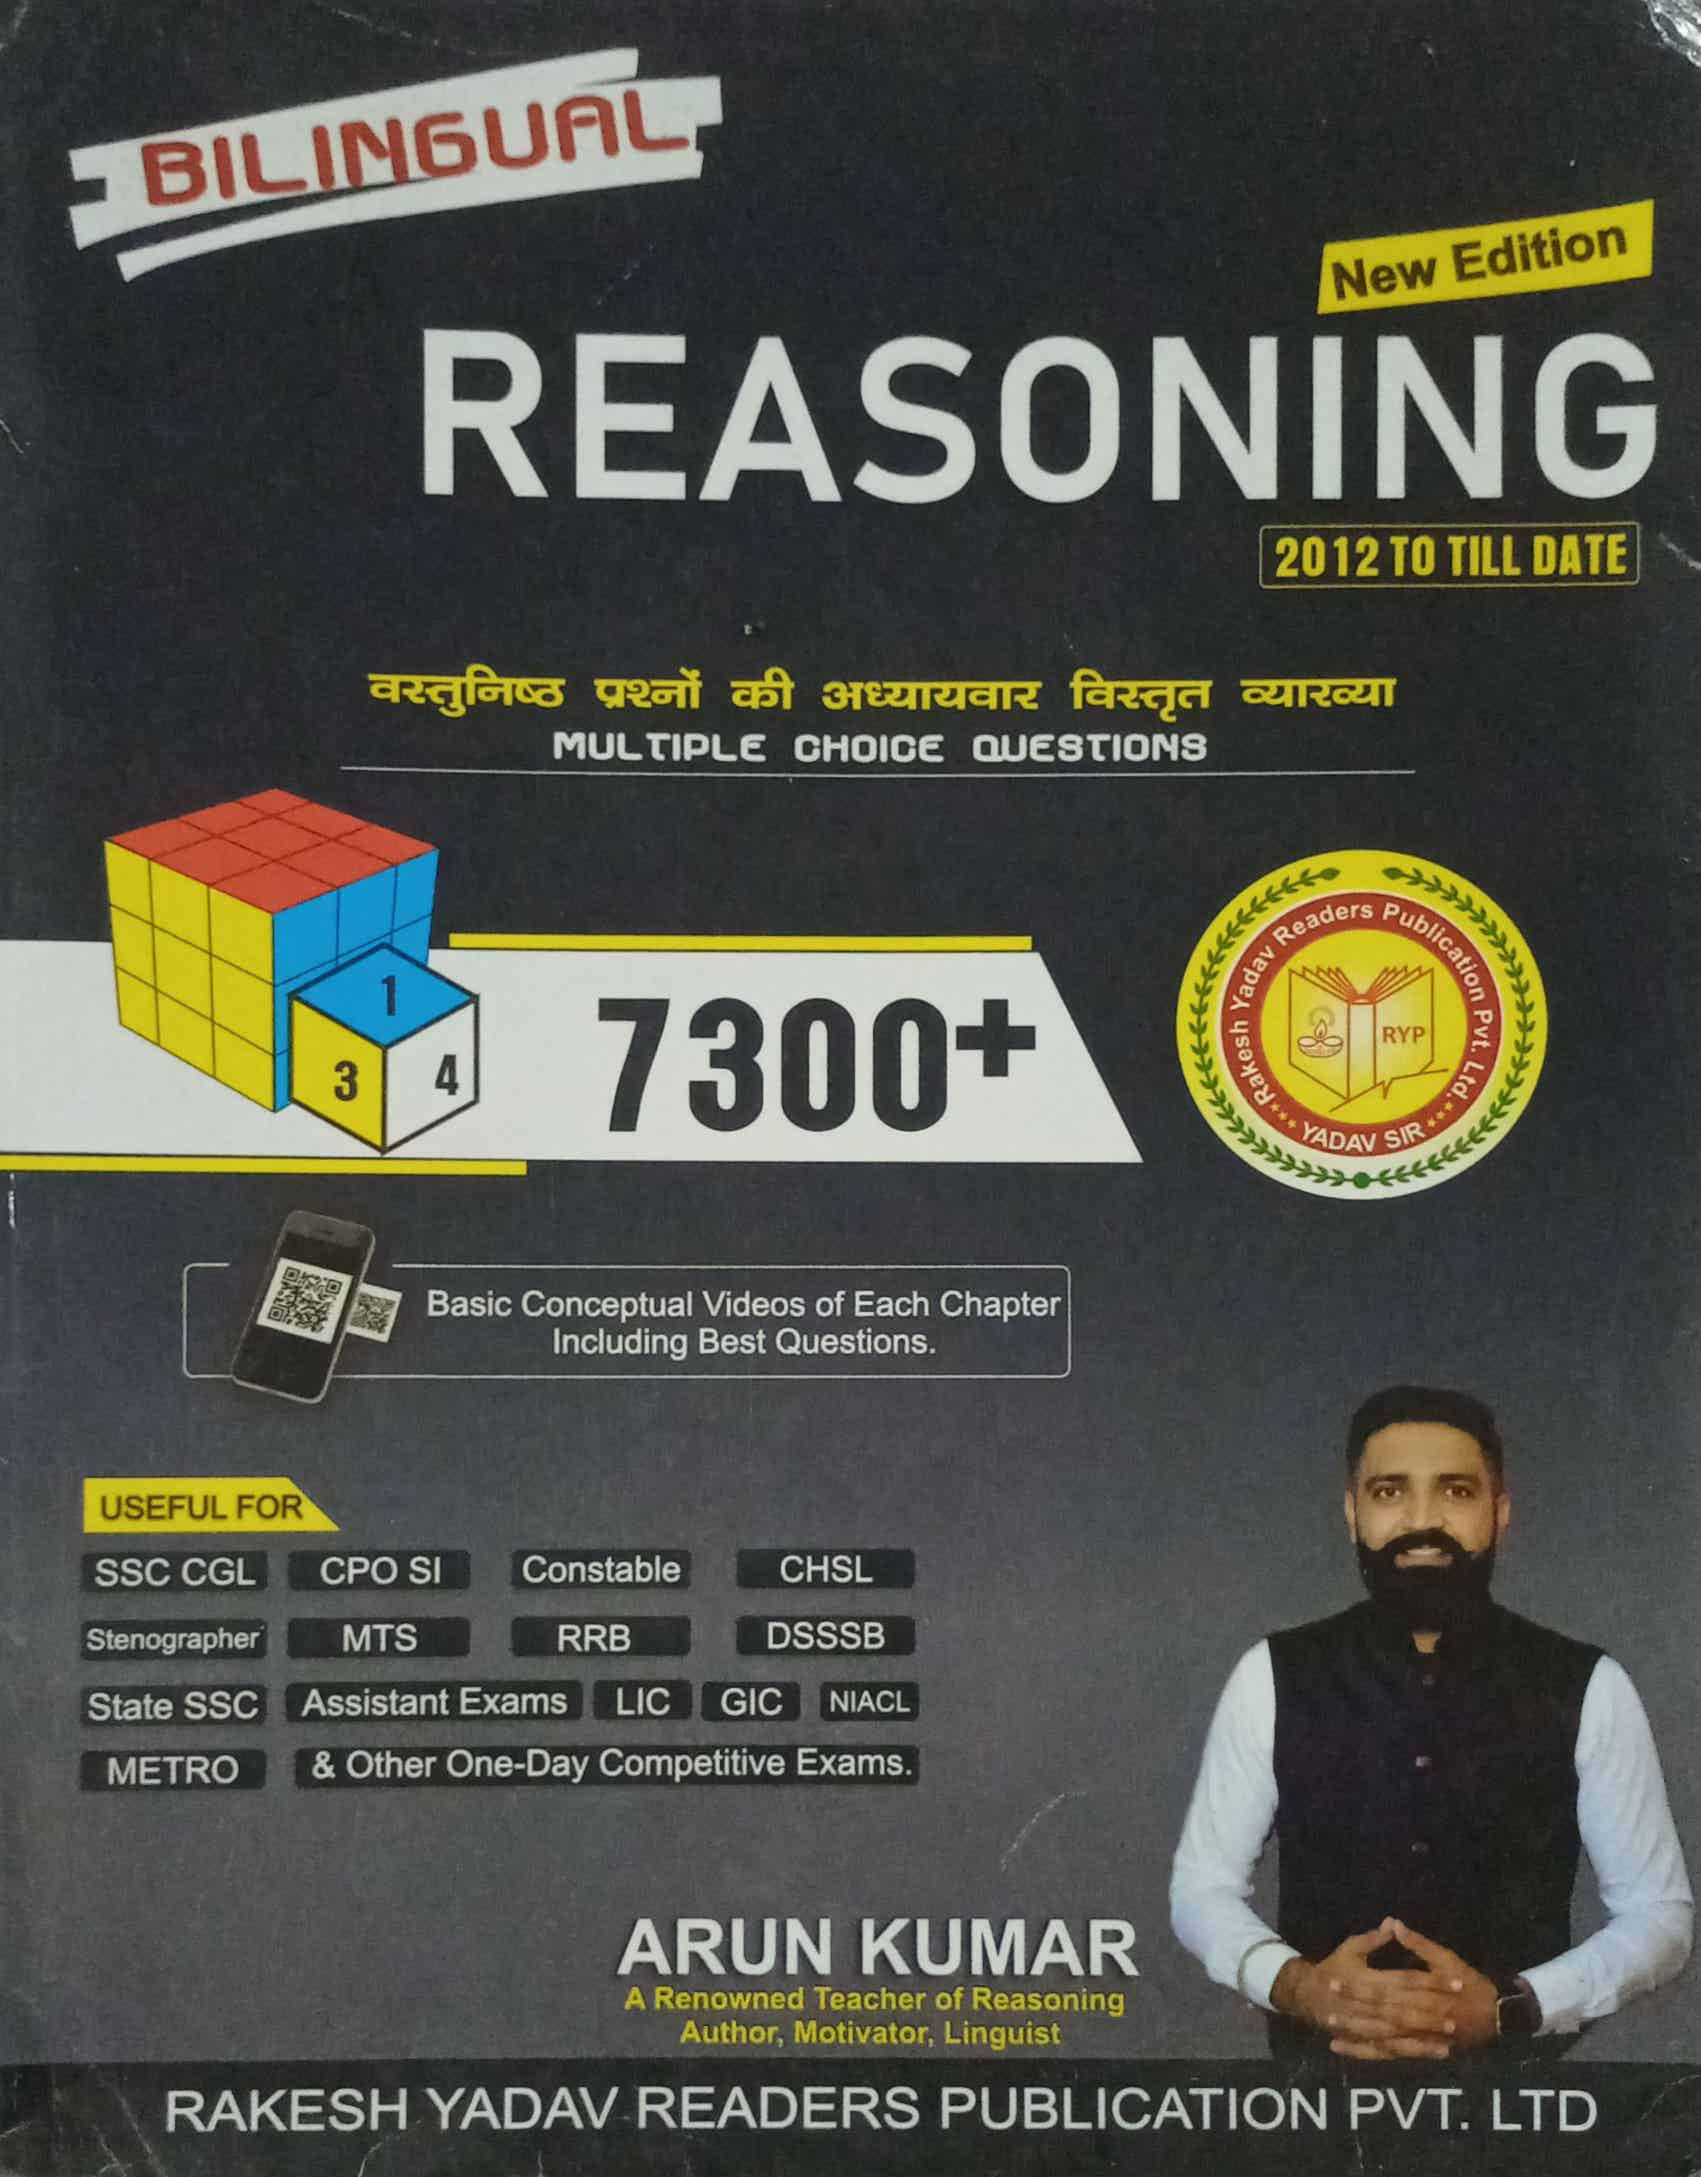 BILINGUAL
New Edition
REASONING
2012 TO TILL DATE
वस्तुनिष्ठ प्रश्नों की अध्यायवार विस्तृत व्याख्या
MULTIPLE CHOICE QUESTIONS
1
3 4
7300+
Rakesh Yadav Readers Publication Pvt. Ltd.
RYP
YADAV SIR
Basic Conceptual Videos of Each Chapter
Including Best Questions.
USEFUL FOR
SSC CGL CPO SI Constable CHSL
Stenographer MTS RRB DSSSB
State SSC Assistant Exams LIC GIC NIACL
METRO & Other One-Day Competitive Exams.
ARUN KUMAR
A Renowned Teacher of Reasoning
Author, Motivator, Linguist
RAKESH YADAV READERS PUBLICATION PVT. LTD